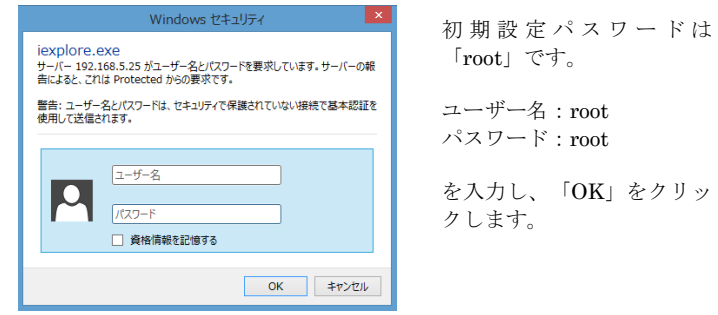 Windows セキュリティ
iexplore.exe
サーバー 192.168.5.25 がユーザー名とパスワードを要求しています。サーバーの報
告によると、これは Protected からの要求です。
警告: ユーザー名とパスワードは、セキュリティで保護されていない接続で基本認証を
使用して送信されます。
ユーザー名
パスワード
資格情報を記憶する
OK
キャンセル
初期設定パスワードは
「root」です。
ユーザー名：root
パスワード：root
を入力し、「OK」をクリッ
クします。